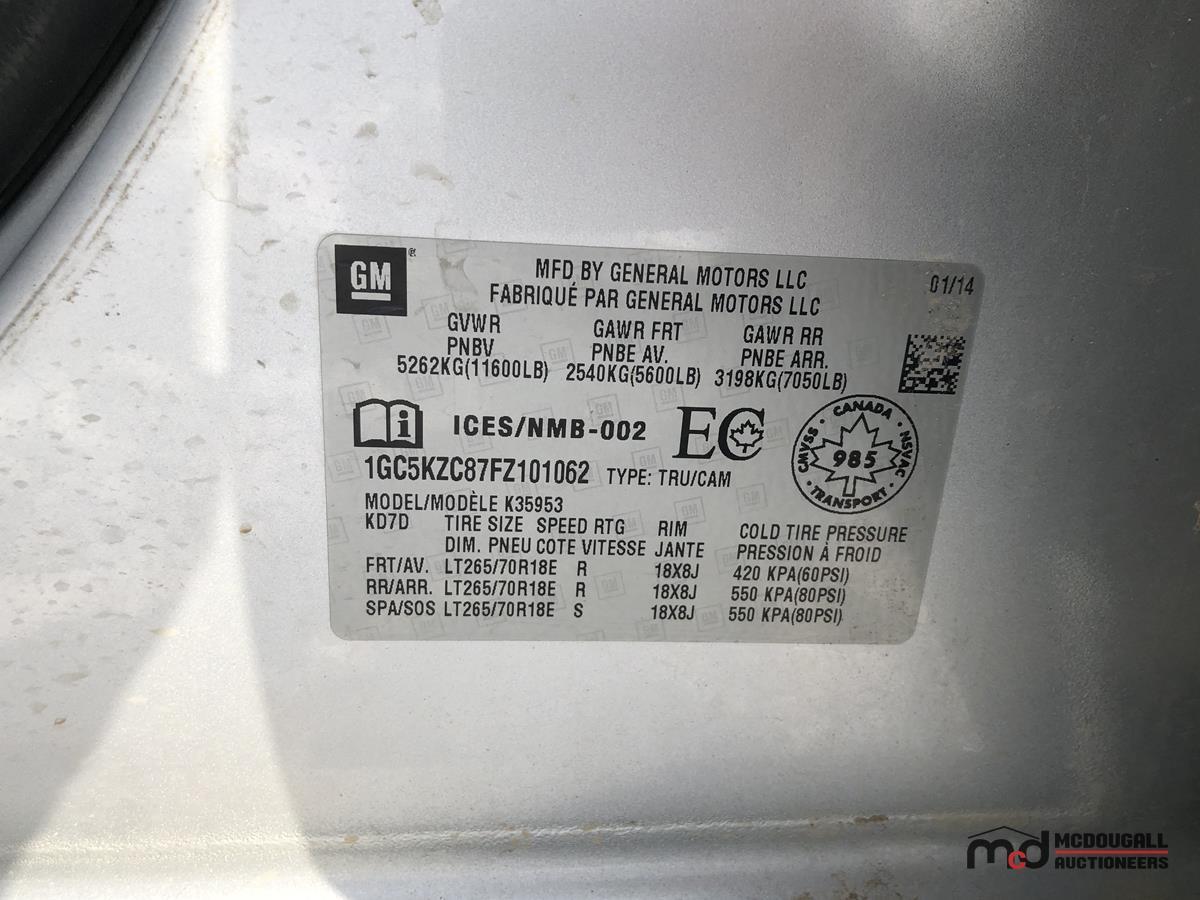 GM ®
MFD BY GENERAL MOTORS LLC
01/14
FABRIQUÉ PAR GENERAL MOTORS LLC
GVWR GAWR FRT GAWR RR
PNBV PNBE AV. PNBE ARR.
5262KG(11600LB) 2540KG(5600LB) 3198KG(7050LB)
i ICES/NMB-002 EC
CANADA
CMVSS 985 NSVAC
TRANSPORT
1GC5KZC87FZ101062 TYPE: TRU/CAM
MODEL/MODÈLE K35953
KD7D TIRE SIZE SPEED RTG RIM COLD TIRE PRESSURE
DIM. PNEU COTE VITESSE JANTE PRESSION À FROID
FRT/AV. LT265/70R18E R 18X8J 420 KPA(60PSI)
RR/ARR. LT265/70R18E R 18X8J 550 KPA(80PSI)
SPA/SOS LT265/70R18E S 18X8J 550 KPA(80PSI)
mcd MCDOUGALL
AUCTIONEERS